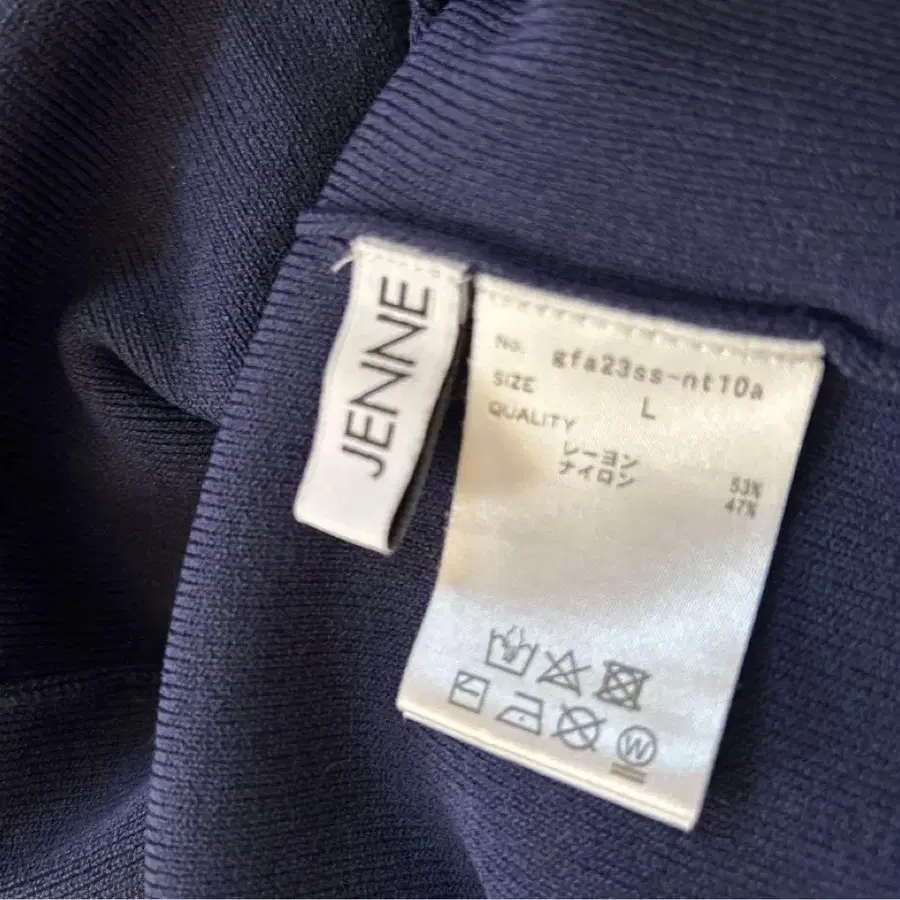 JENNE
No. gfa23ss-nt10a
SIZE L
QUALITY
レーヨン 53%
ナイロン 47%
W